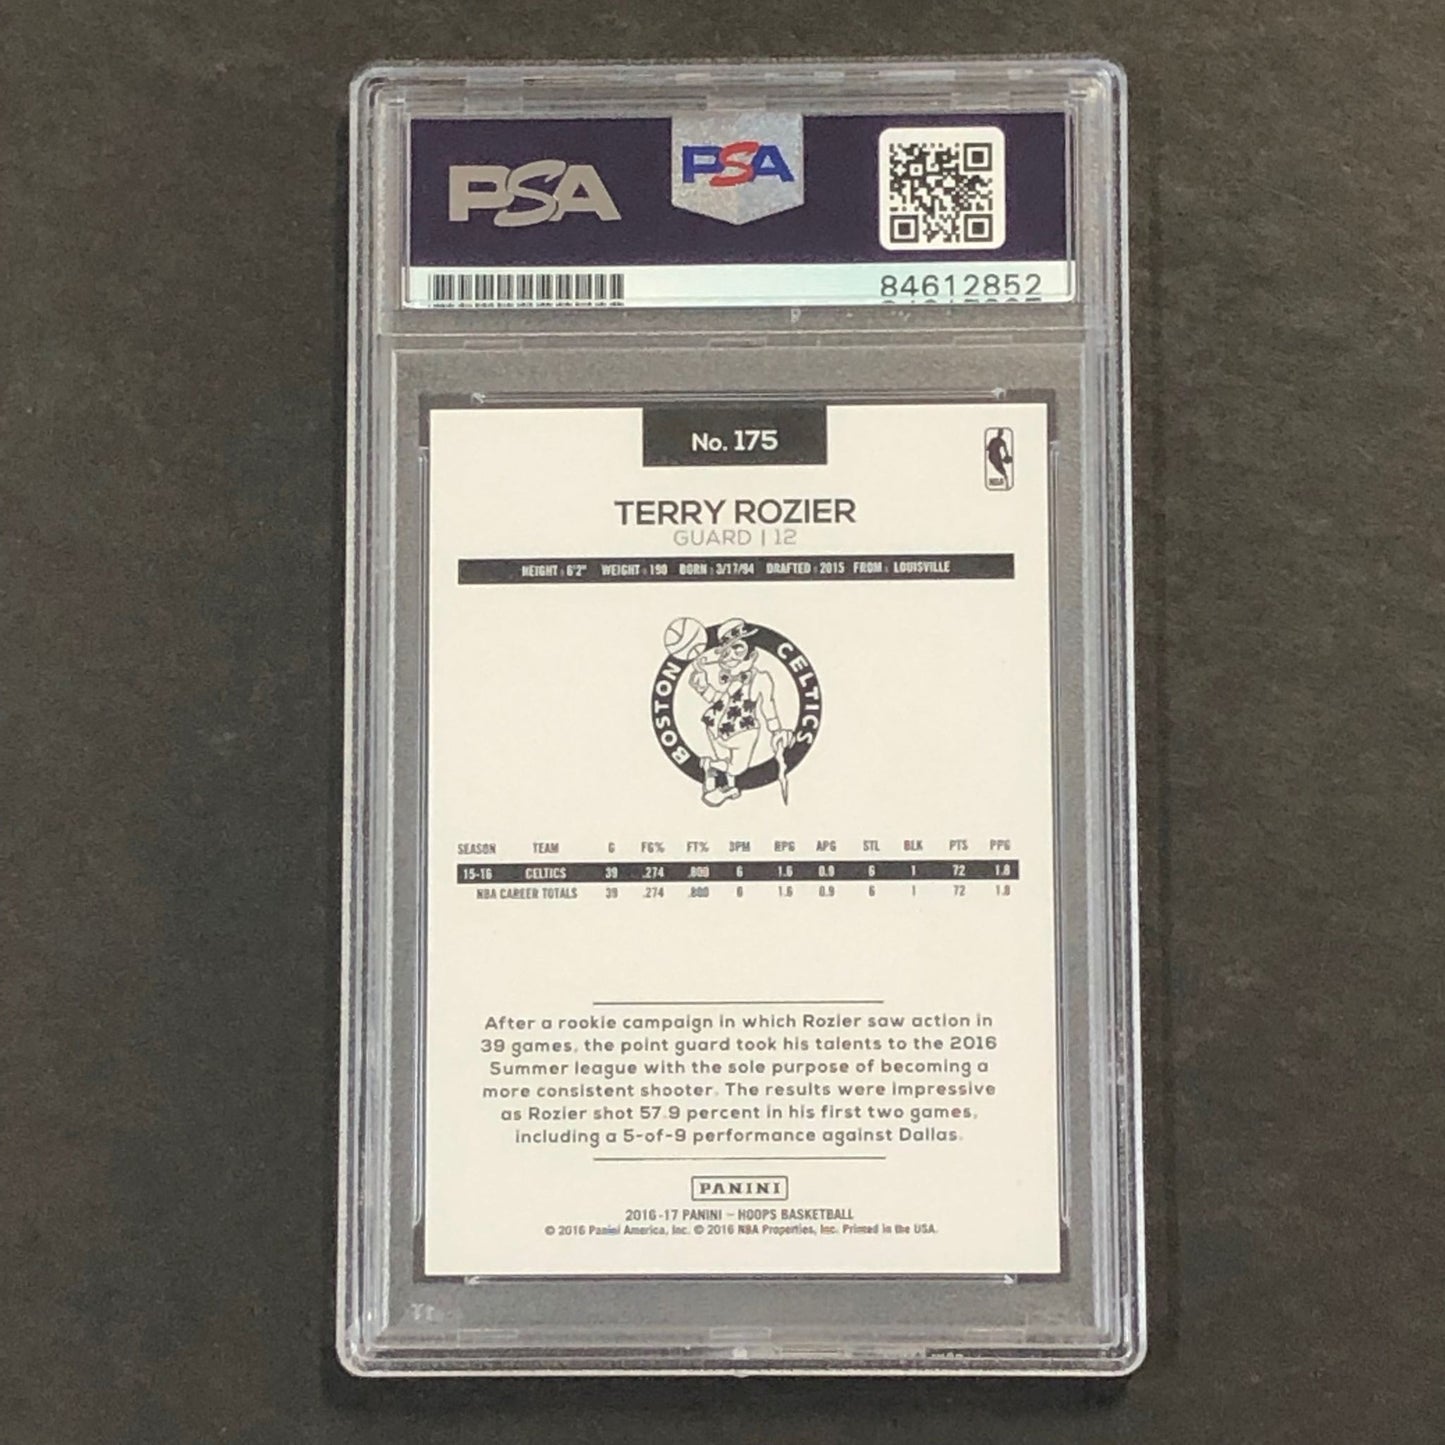 PSA
PSA
84612852
No. 175
NBA
TERRY ROZIER
GUARD | 12
HEIGHT: 6'2" WEIGHT: 190 BORN: 3/17/94 DRAFTED: 2015 FROM: LOUISVILLE
BOSTON CELTICS
SEASON TEAM G FG% FT% 3PM RPG APG STL BLK PTS PPG
15-16 CELTICS 39 .274 .800 6 1.6 0.9 6 1 72 1.8
NBA CAREER TOTALS 39 .274 .800 6 1.6 0.9 6 1 72 1.8
After a rookie campaign in which Rozier saw action in
39 games, the point guard took his talents to the 2016
Summer league with the sole purpose of becoming a
more consistent shooter. The results were impressive
as Rozier shot 57.9 percent in his first two games,
including a 5-of-9 performance against Dallas.
PANINI
2016-17 PANINI – HOOPS BASKETBALL
© 2016 Panini America, Inc. © 2016 NBA Properties, Inc. Printed in the USA.